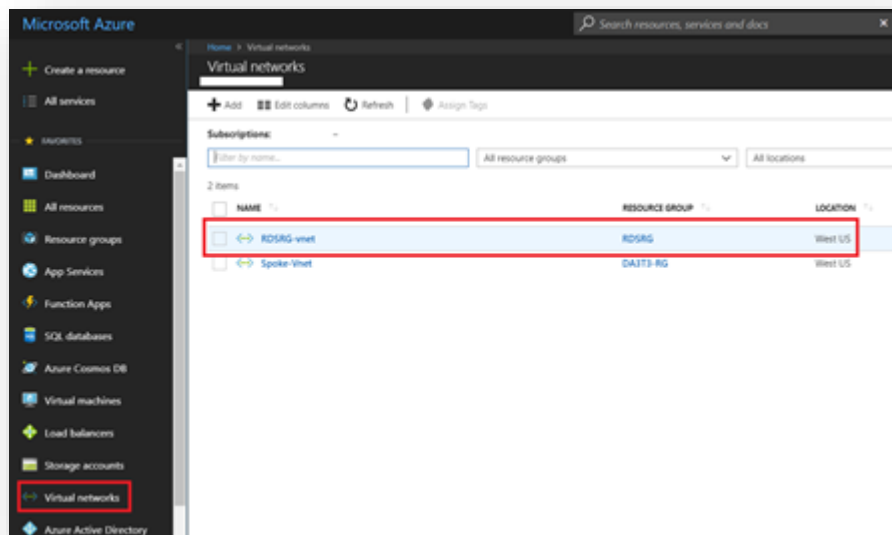 Microsoft Azure
Search resources, services and docs
Create a resource
All services
FAVORITES
Dashboard
All resources
Resource groups
App Services
Function Apps
SQL databases
Azure Cosmos DB
Virtual machines
Load balancers
Storage accounts
Virtual networks
Azure Active Directory
Home > Virtual networks
Virtual networks
Add Edit columns Refresh Assign Tags
Subscriptions:
Filter by name... All resource groups All locations
2 items
NAME RESOURCE GROUP LOCATION
RDSRG-vnet RDSRG West US
Spoke-Vnet DA3T3-RG West US